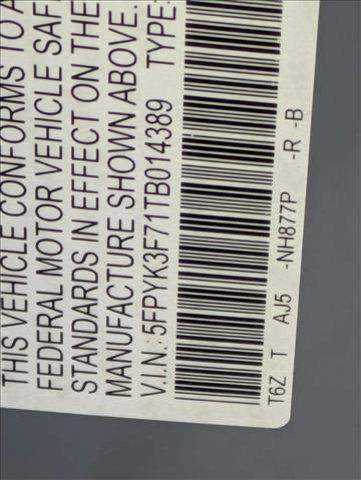 THIS VEHICLE CONFORMS TO
FEDERAL MOTOR VEHICLE SAF
STANDARDS IN EFFECT ON THE
MANUFACTURE SHOWN ABOVE.
V.I.N.: 5FPYK3F71TB014389 TYPE:
T6Z T AJ5 -NH877P -R -B